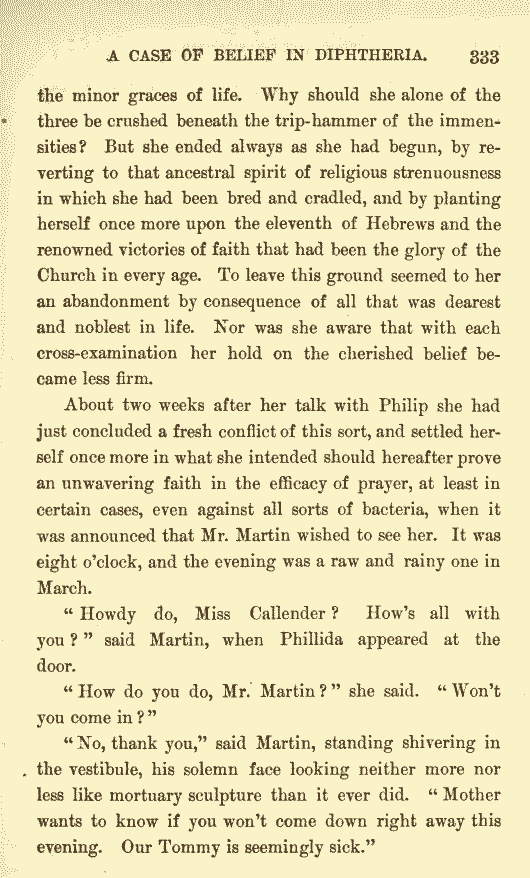 A CASE OF BELIEF IN DIPHTHERIA. 333
the minor graces of life. Why should she alone of the
three be crushed beneath the trip-hammer of the immen-
sities? But she ended always as she had begun, by re-
verting to that ancestral spirit of religious strenuousness
in which she had been bred and cradled, and by planting
herself once more upon the eleventh of Hebrews and the
renowned victories of faith that had been the glory of the
Church in every age. To leave this ground seemed to her
an abandonment by consequence of all that was dearest
and noblest in life. Nor was she aware that with each
cross-examination her hold on the cherished belief be-
came less firm.
About two weeks after her talk with Philip she had
just concluded a fresh conflict of this sort, and settled her-
self once more in what she intended should hereafter prove
an unwavering faith in the efficacy of prayer, at least in
certain cases, even against all sorts of bacteria, when it
was announced that Mr. Martin wished to see her. It was
eight o'clock, and the evening was a raw and rainy one in
March.
"Howdy do, Miss Callender? How's all with
you?" said Martin, when Phillida appeared at the
door.
"How do you do, Mr. Martin?" she said. "Won't
you come in?"
"No, thank you," said Martin, standing shivering in
the vestibule, his solemn face looking neither more nor
less like mortuary sculpture than it ever did. "Mother
wants to know if you won't come down right away this
evening. Our Tommy is seemingly sick."